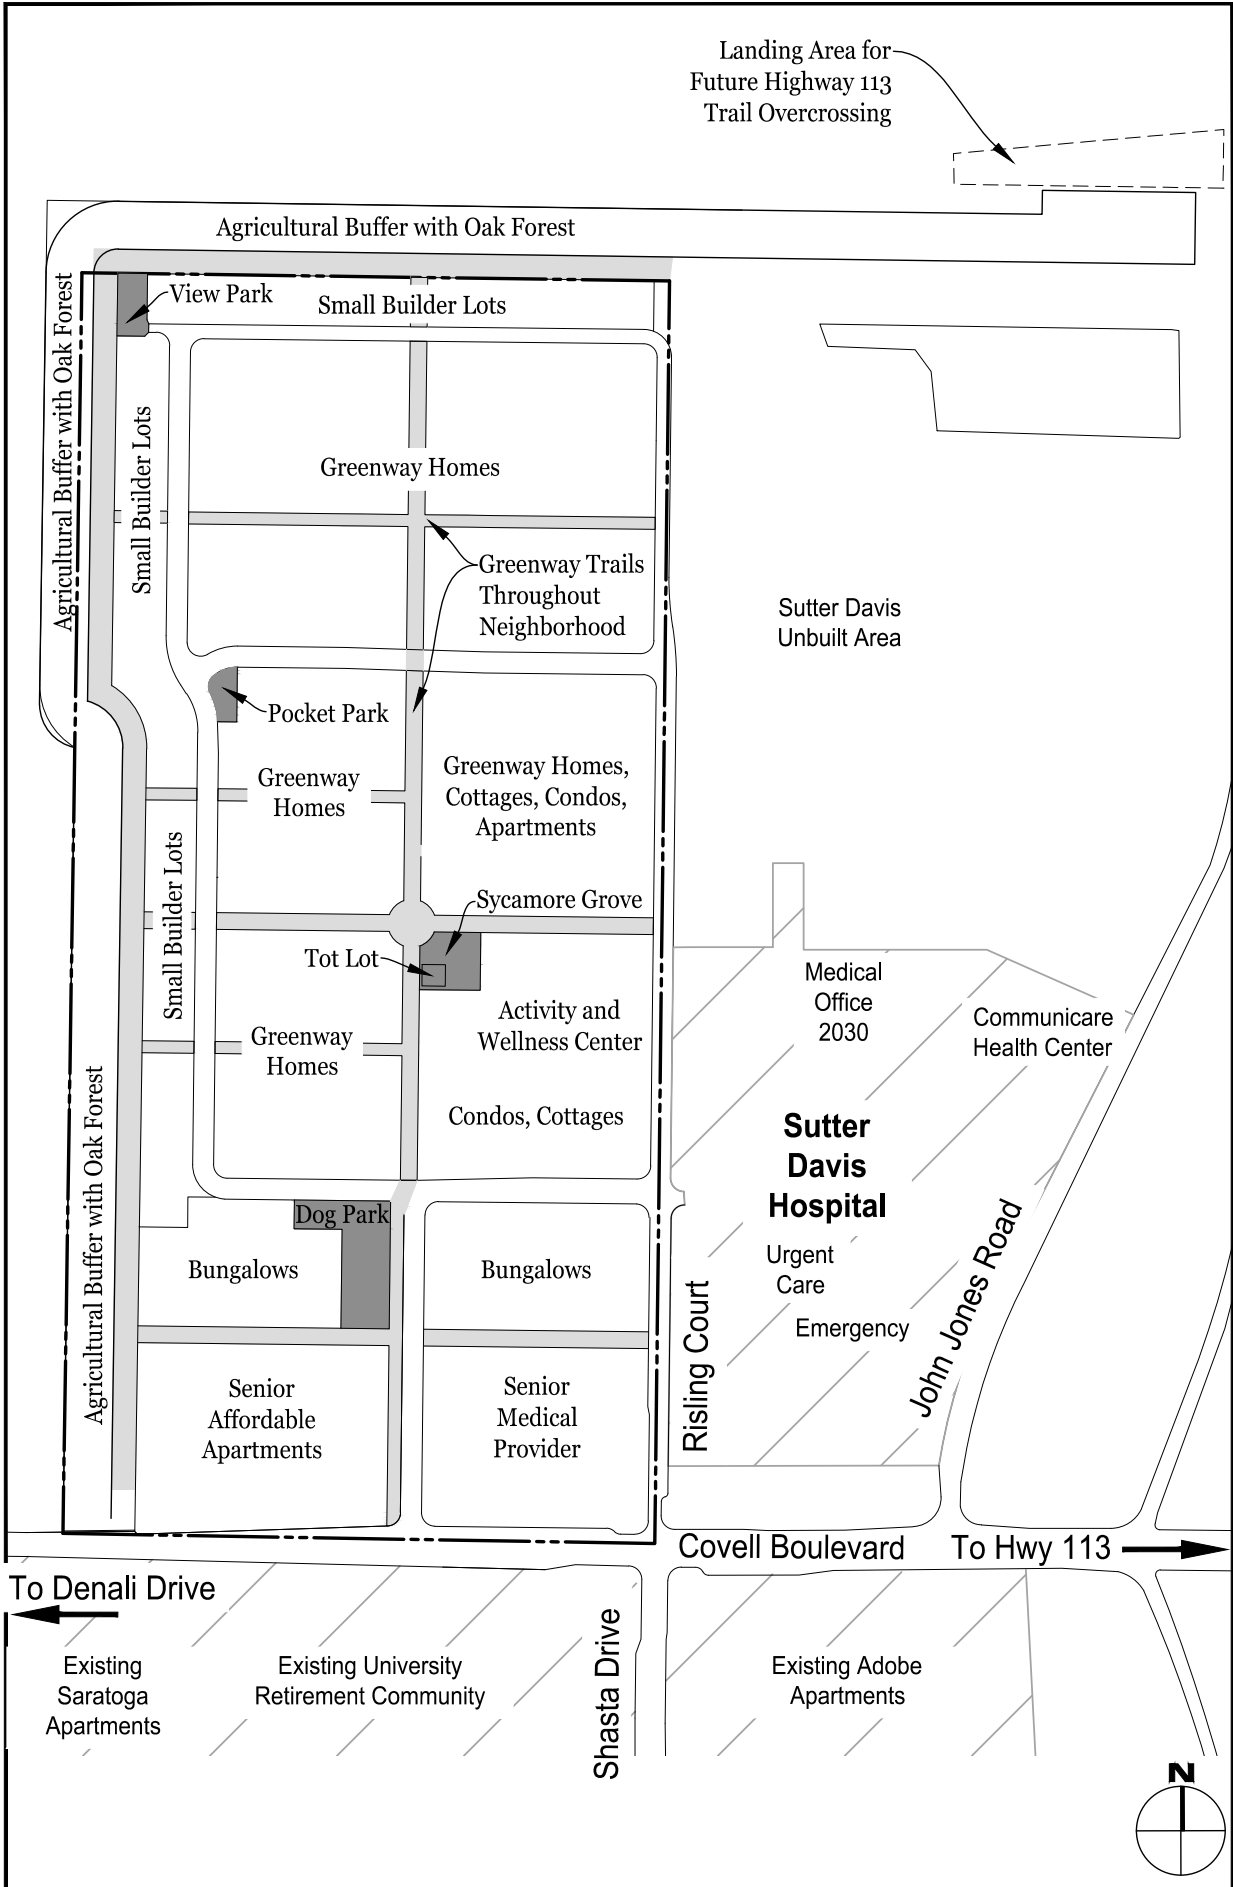 Landing Area for
Future Highway 113
Trail Overcrossing
Agricultural Buffer with Oak Forest
Agricultural Buffer with Oak Forest
View Park
Small Builder Lots
Small Builder Lots
Greenway Homes
Greenway Trails
Throughout
Neighborhood
Sutter Davis
Unbuilt Area
Pocket Park
Greenway
Homes
Greenway Homes,
Cottages, Condos,
Apartments
Small Builder Lots
Sycamore Grove
Tot Lot
Medical
Office
2030
Communicare
Health Center
Activity and
Wellness Center
Greenway
Homes
Condos, Cottages
Sutter
Davis
Hospital
Agricultural Buffer with Oak Forest
Dog Park
Bungalows
Bungalows
Urgent
Care
Emergency
John Jones Road
Risling Court
Senior
Affordable
Apartments
Senior
Medical
Provider
Covell Boulevard
To Hwy 113
To Denali Drive
Existing
Saratoga
Apartments
Existing University
Retirement Community
Shasta Drive
Existing Adobe
Apartments
N